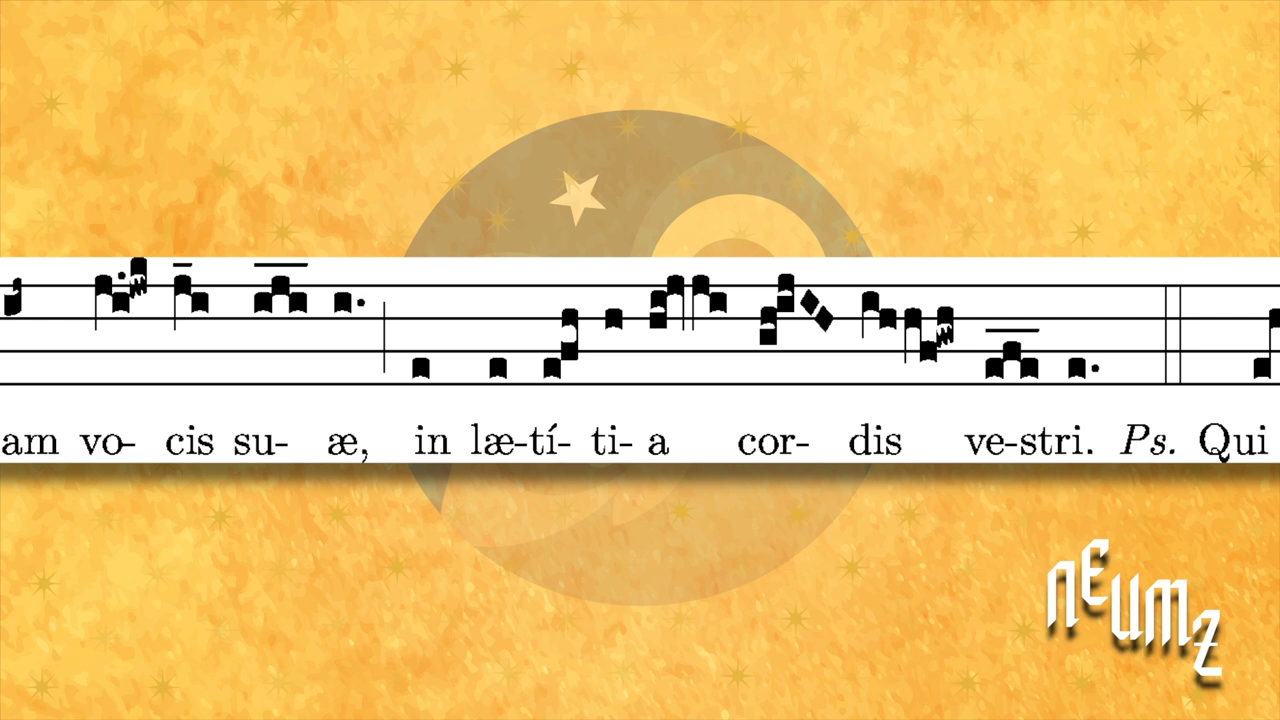 am vo- cis su- æ, in læ-tí- ti- a cor- dis ve-stri. Ps. Qui
nEumz